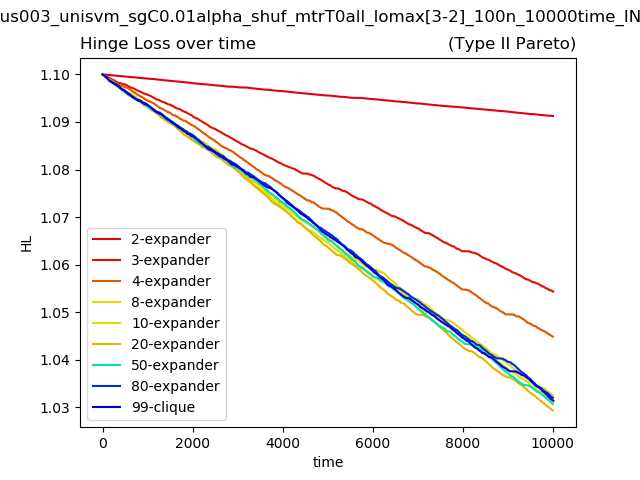 us003_unisvm_sgC0.01alpha_shuf_mtrT0all_lomax[3-2]_100n_10000time_IN
Hinge Loss over time (Type II Pareto)
1.10
1.09
1.08
1.07
1.06
1.05
1.04
1.03
HL
2-expander
3-expander
4-expander
8-expander
10-expander
20-expander
50-expander
80-expander
99-clique
0 2000 4000 6000 8000 10000
time